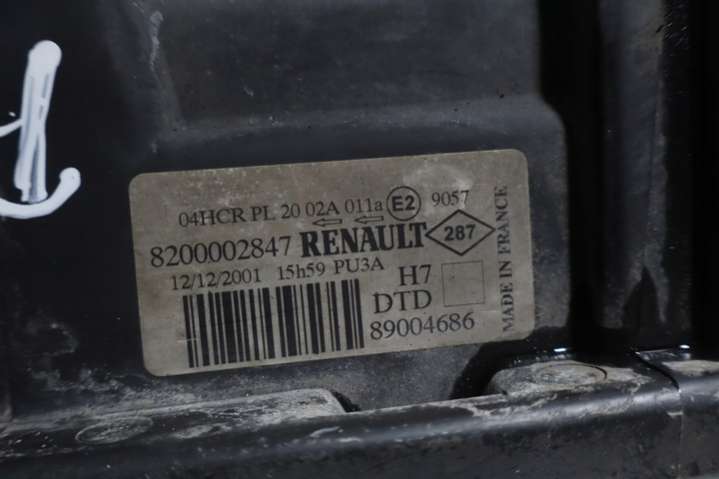 04HCR PL 20 02A 011a E2 9057
8200002847 RENAULT 287
12/12/2001 15h59 PU3A H7
DTD
89004686
MADE IN FRANCE